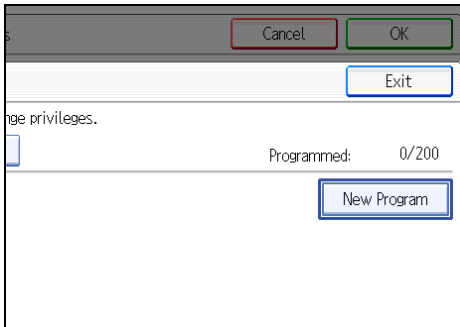 s Cancel OK
Exit
nge privileges.
Programmed: 0/200
New Program